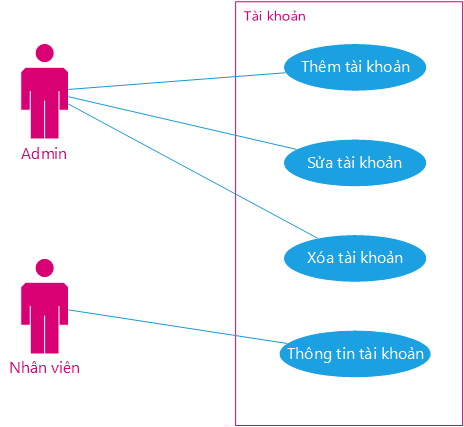 Tài khoản
Thêm tài khoản
Admin
Sửa tài khoản
Xóa tài khoản
Thông tin tài khoản
Nhân viên